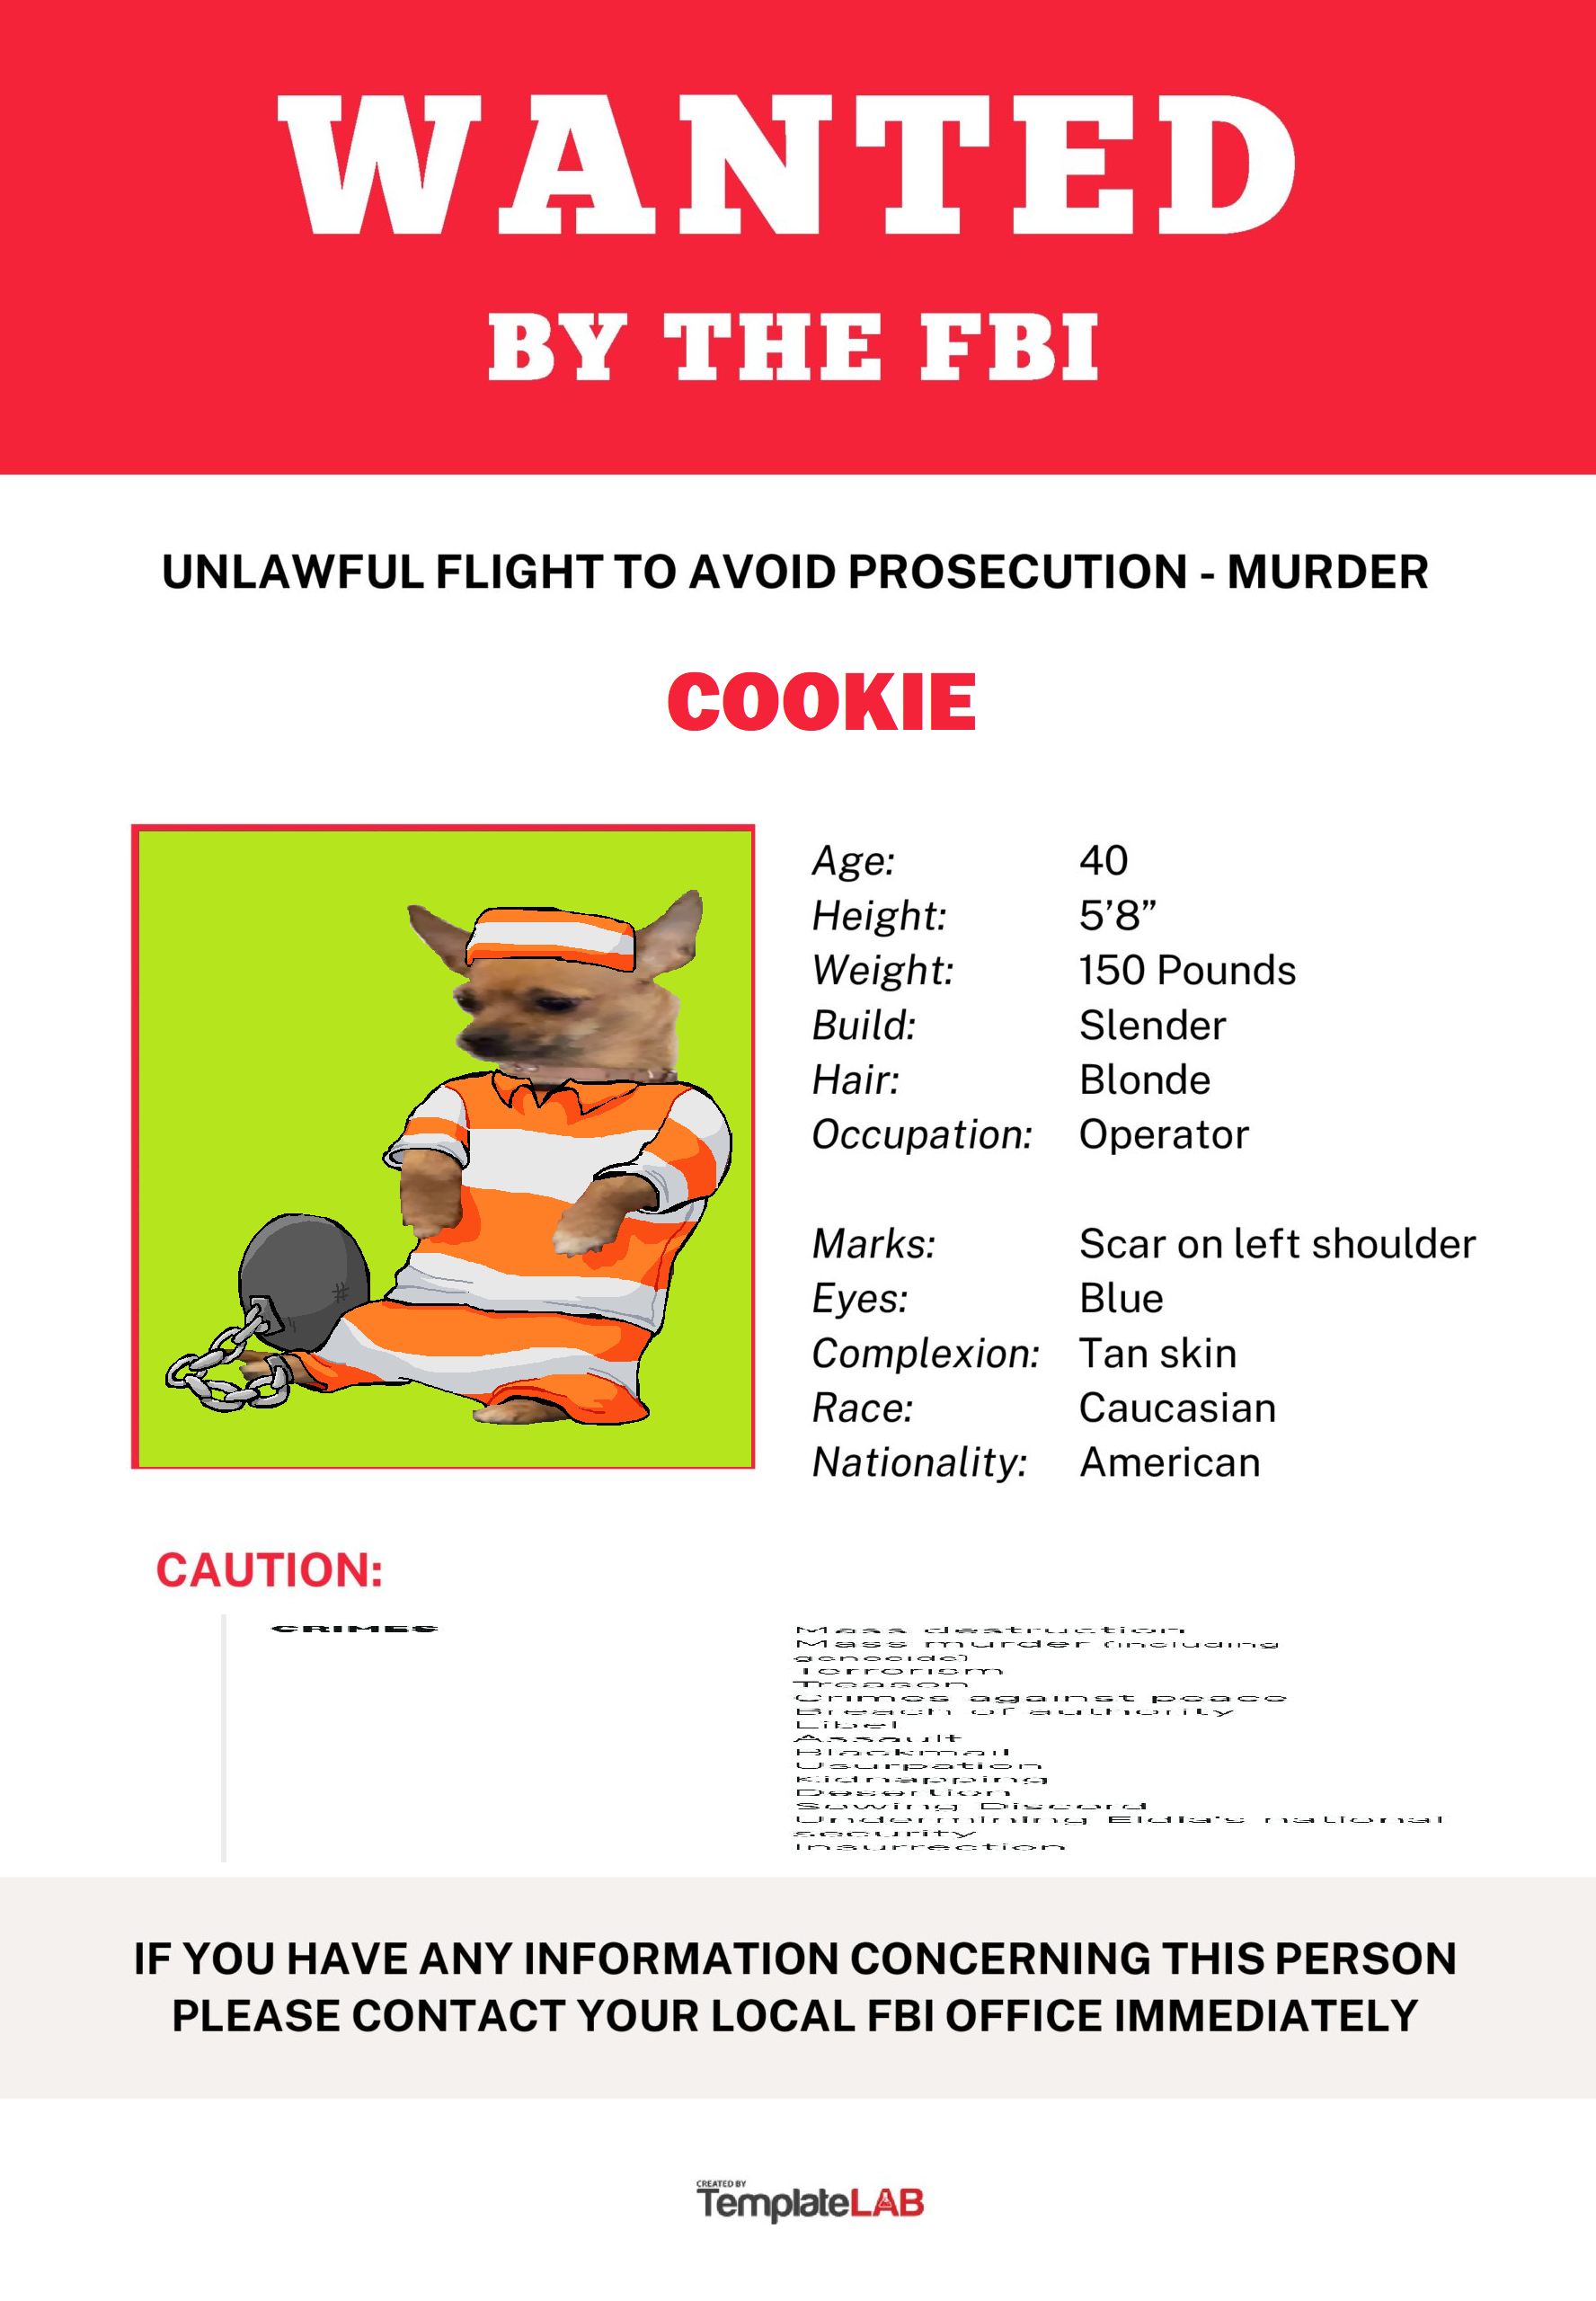 WANTED
BY THE FBI
UNLAWFUL FLIGHT TO AVOID PROSECUTION - MURDER
COOKIE
Age: 40
Height: 5’8”
Weight: 150 Pounds
Build: Slender
Hair: Blonde
Occupation: Operator
Marks: Scar on left shoulder
Eyes: Blue
Complexion: Tan skin
Race: Caucasian
Nationality: American
CAUTION:
CRIMES Mass destruction
Mass murder (including
genocide)
Terrorism
Treason
Crimes against peace
Breach of authority
Libel
Assault
Blackmail
Usurpation
Kidnapping
Desertion
Sowing Discord
Undermining Eldia's national
security
Insurrection
IF YOU HAVE ANY INFORMATION CONCERNING THIS PERSON
PLEASE CONTACT YOUR LOCAL FBI OFFICE IMMEDIATELY
CREATED BY
TemplateLAB